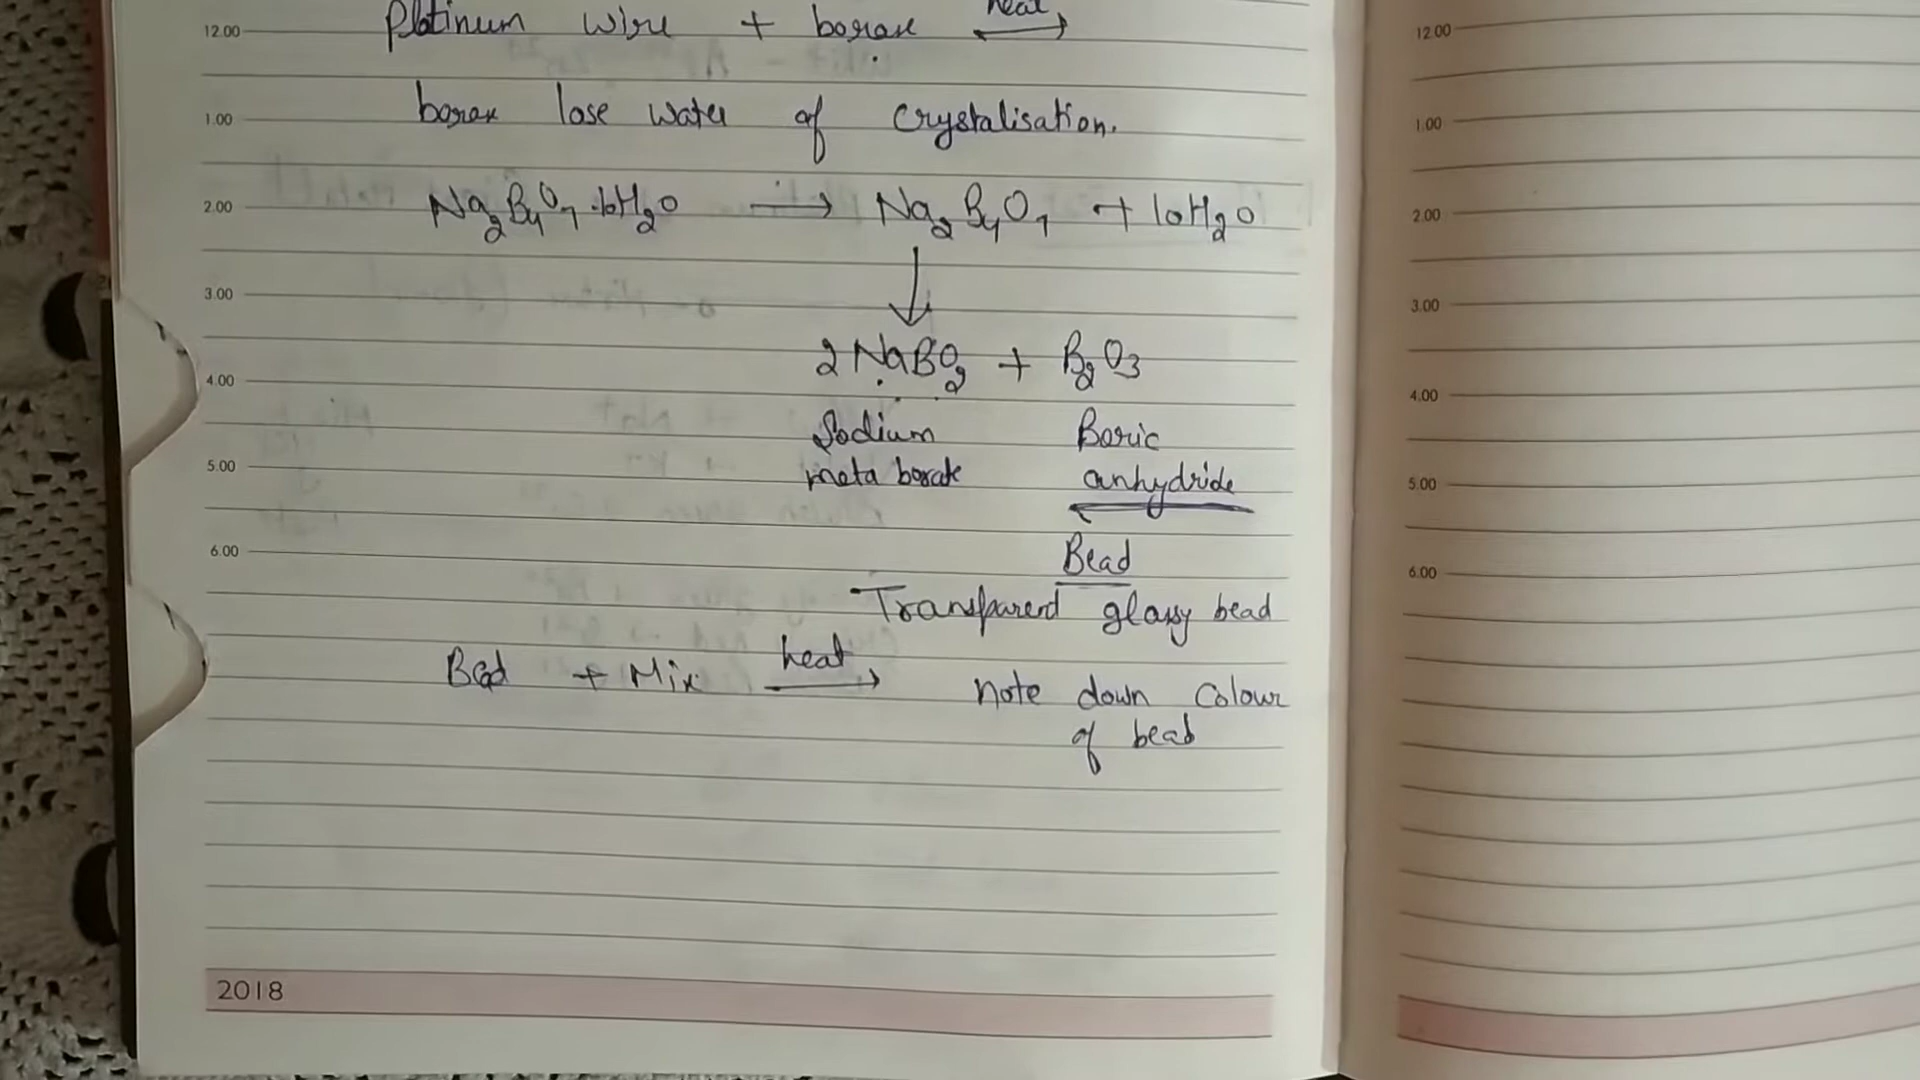 12.00 Platinum wire + borax heat
1.00 borax lose water of crystalisation.
2.00 Na2B4O7.10H2O → Na2B4O7 + 10H2O
3.00 ↓
4.00 2NaBO2 + B2O3
Sodium Boric
5.00 meta borate anhydride
6.00 Bead
Transparent glassy bead
Bead + Mix heat → note down colour
of bead
2018
12.00
1.00
2.00
3.00
4.00
5.00
6.00